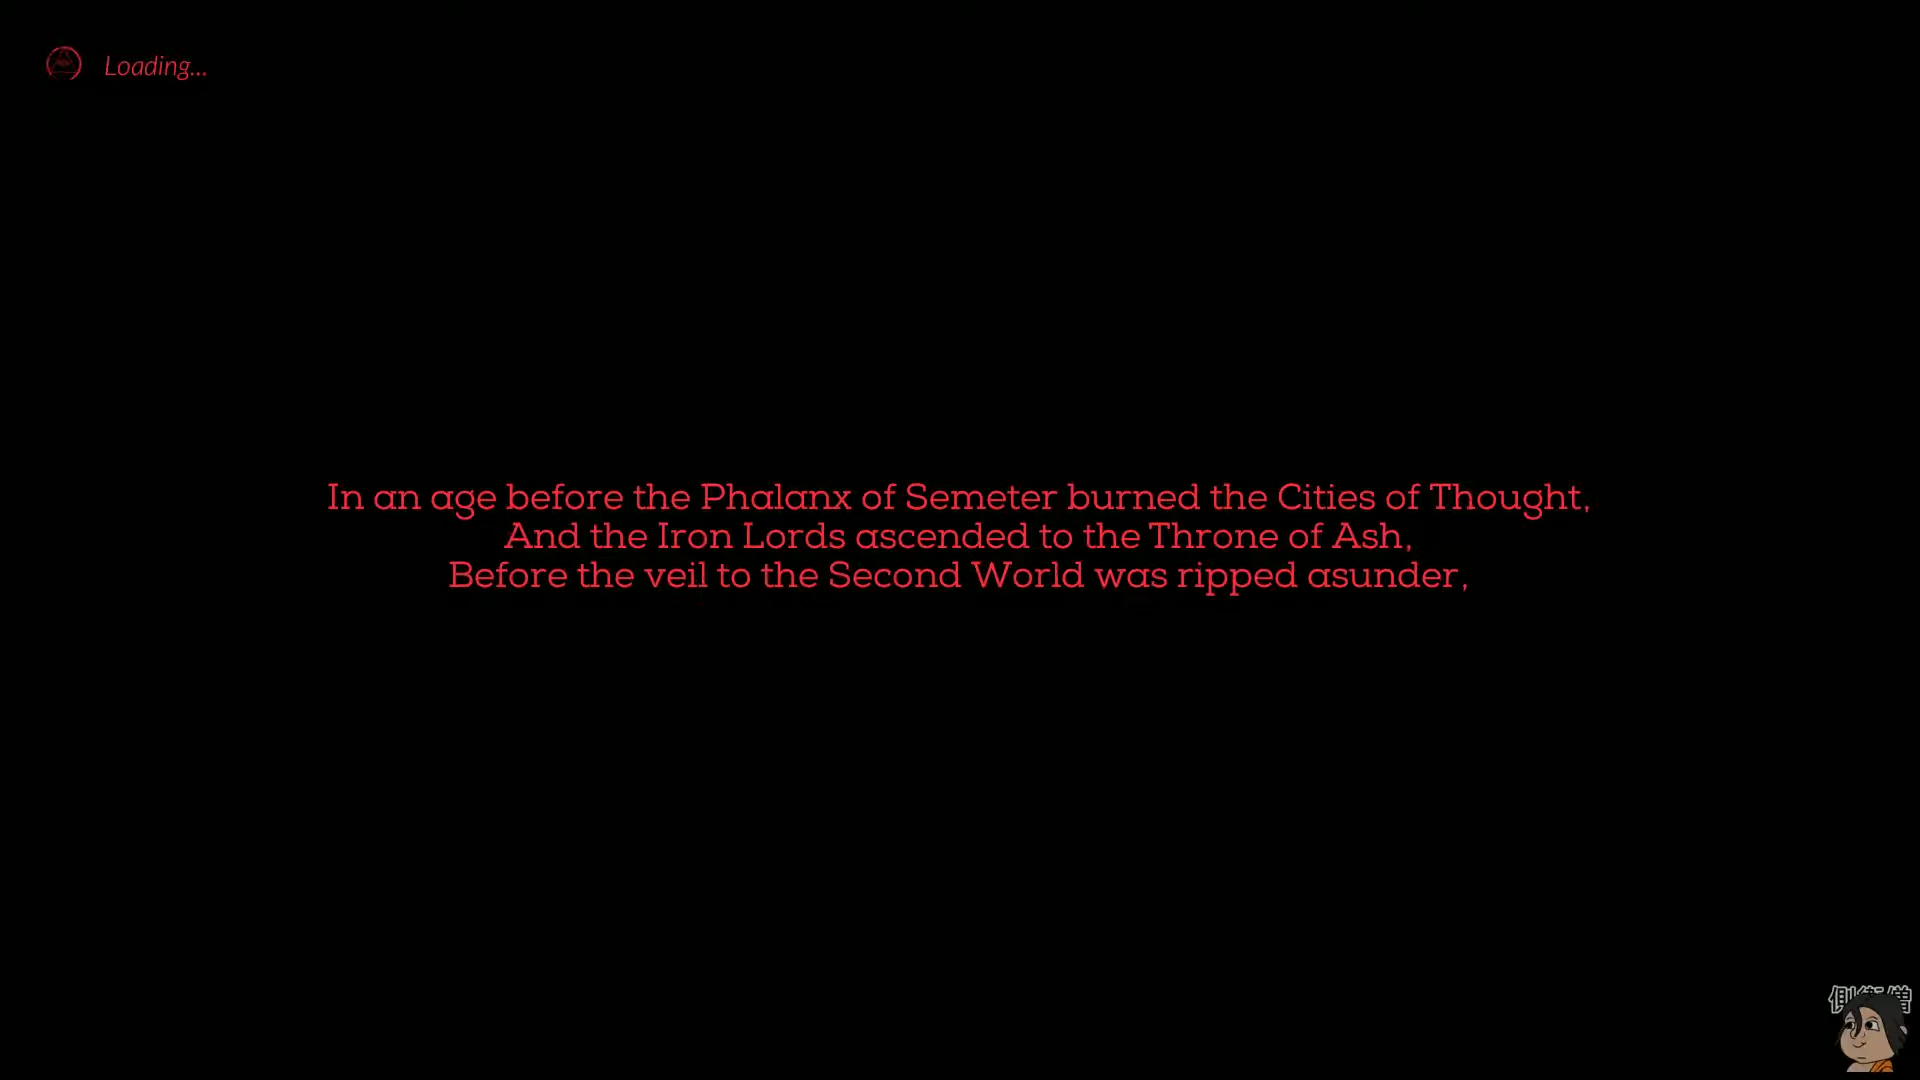 Loading...
In an age before the Phalanx of Semeter burned the Cities of Thought,
And the Iron Lords ascended to the Throne of Ash,
Before the veil to the Second World was ripped asunder,